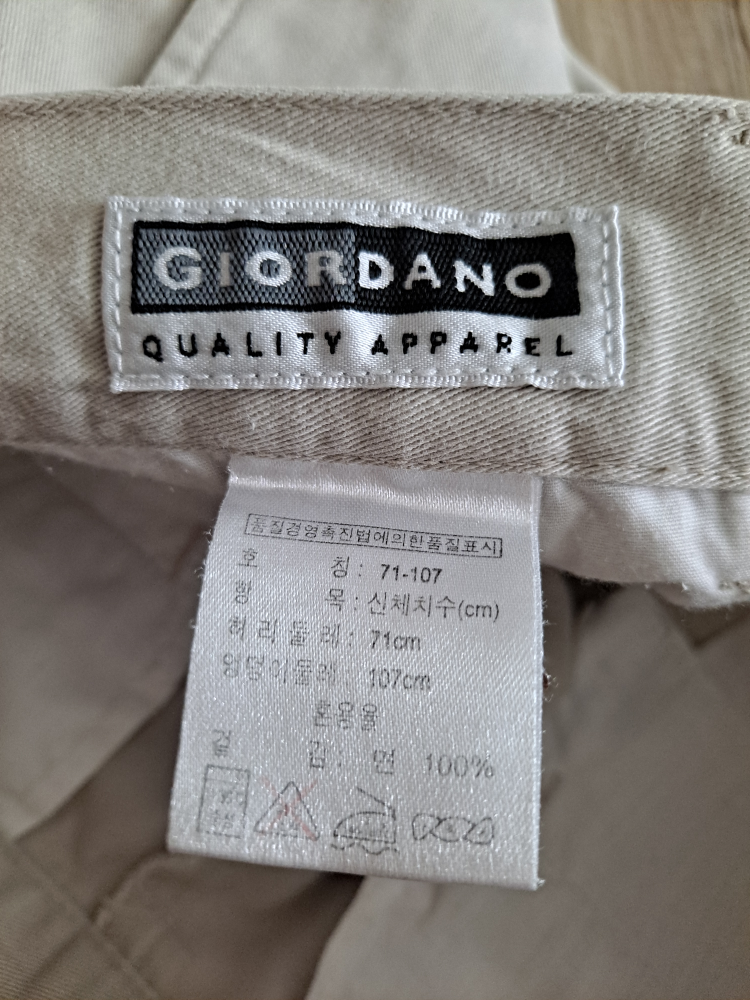 GIORDANO
QUALITY APPAREL
품질경영촉진법에의한품질표시
호 칭 : 71-107
항 목 : 신체치수(cm)
허리둘레 : 71cm
엉덩이둘레 : 107cm
혼용율
겉 감 : 면 100%